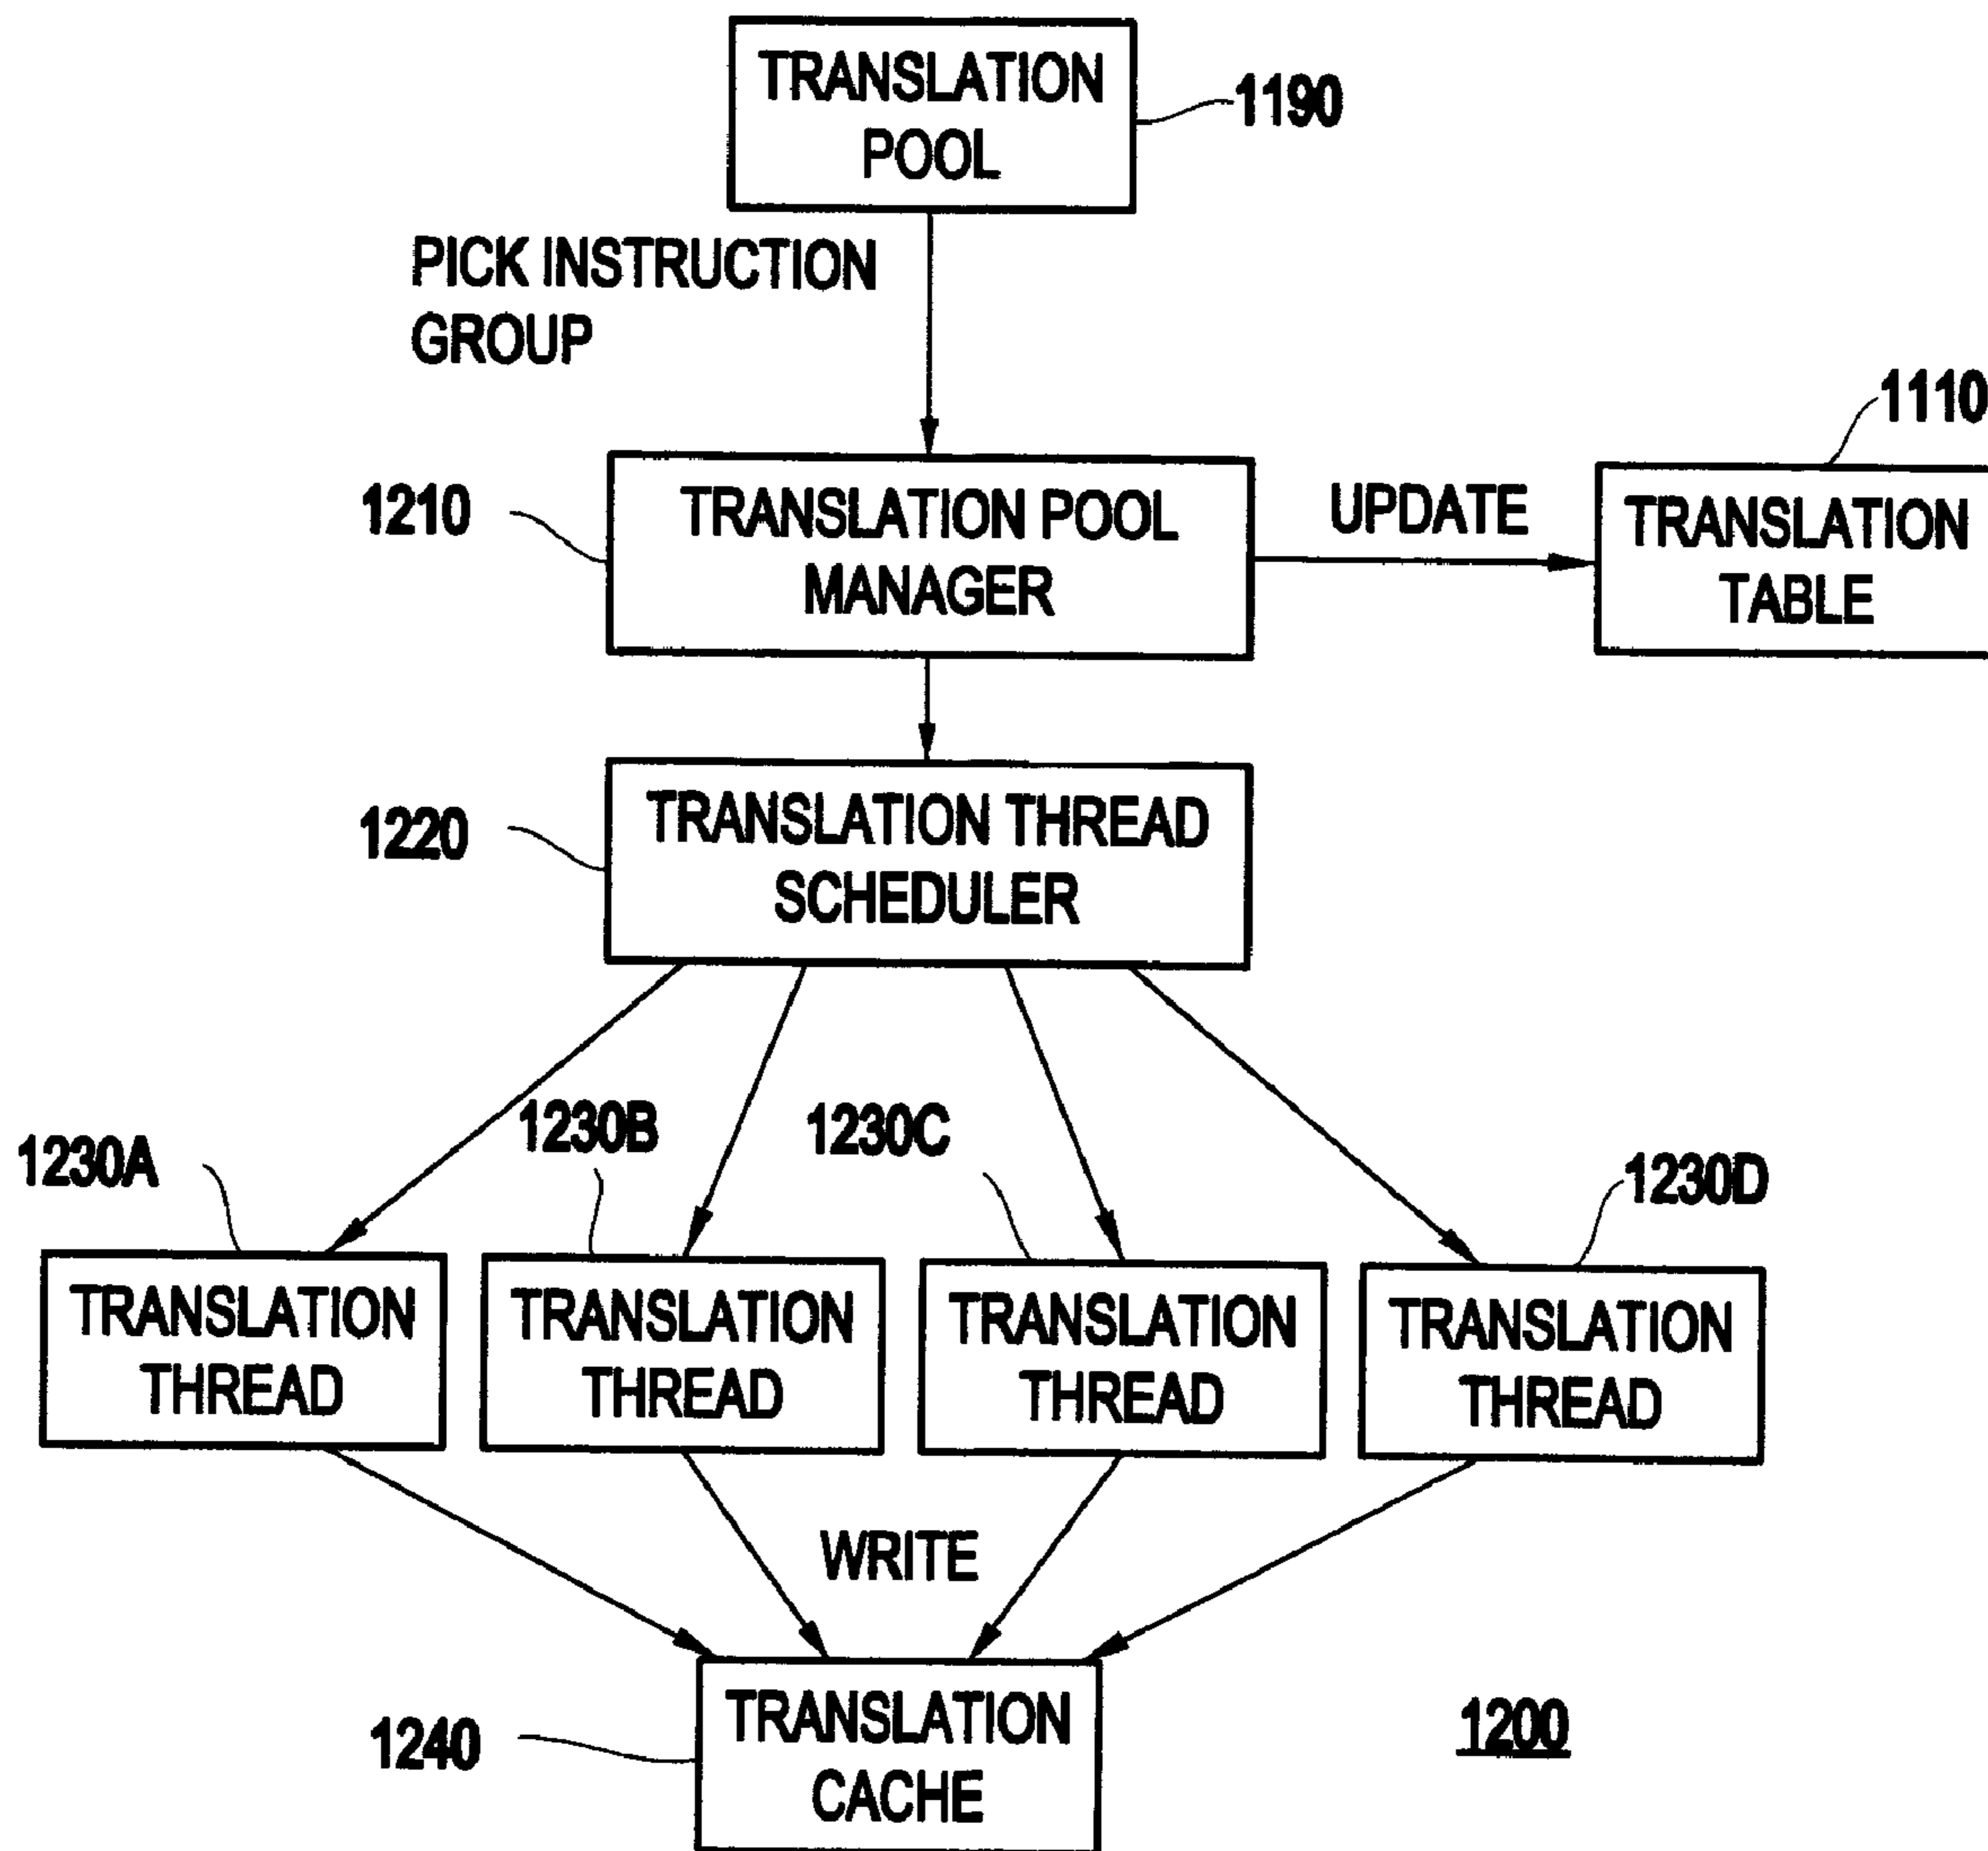 TRANSLATION
POOL
1190
PICK INSTRUCTION
GROUP
1110
1210
TRANSLATION POOL
MANAGER
UPDATE
TRANSLATION
TABLE
1220
TRANSLATION THREAD
SCHEDULER
1230A
1230B
1230C
1230D
TRANSLATION
THREAD
TRANSLATION
THREAD
TRANSLATION
THREAD
TRANSLATION
THREAD
WRITE
1240
TRANSLATION
CACHE
1200